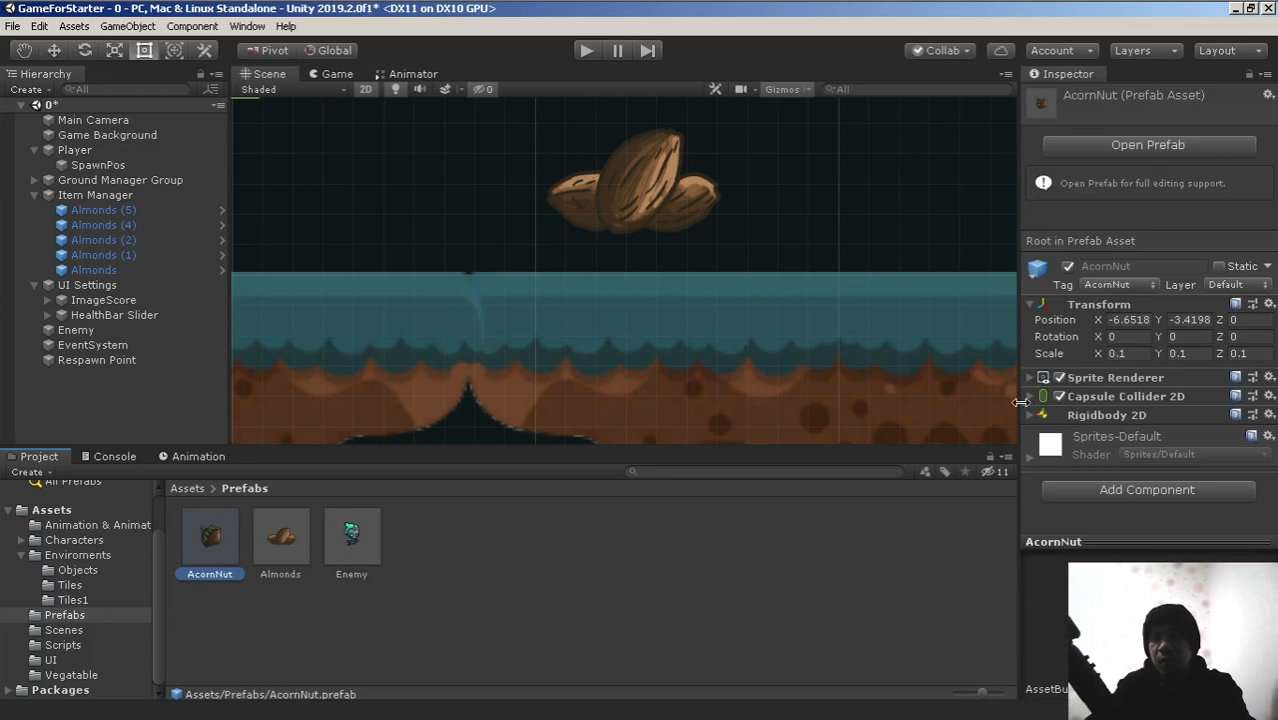 GameForStarter - 0 - PC, Mac & Linux Standalone - Unity 2019.2.0f1* <DX11 on DX10 GPU>
File Edit Assets GameObject Component Window Help
Pivot Global Collab Account Layers Layout
Hierarchy
Create All
0*
Main Camera
Game Background
Player
SpawnPos
Ground Manager Group
Item Manager
Almonds (5)
Almonds (4)
Almonds (2)
Almonds (1)
Almonds
UI Settings
ImageScore
HealthBar Slider
Enemy
EventSystem
Respawn Point
Scene Game Animator
Shaded 2D 0 Gizmos All
Inspector
AcornNut (Prefab Asset)
Open Prefab
Open Prefab for full editing support.
Root in Prefab Asset
AcornNut Static
Tag AcornNut Layer Default
Transform
Position X -6.6518 Y -3.4198 Z 0
Rotation X 0 Y 0 Z 0
Scale X 0.1 Y 0.1 Z 0.1
Sprite Renderer
Capsule Collider 2D
Rigidbody 2D
Sprites-Default
Shader Sprites/Default
Add Component
AcornNut
Project Console Animation
Create 11
All Prefabs
Assets
Animation & Animat
Characters
Enviroments
Objects
Tiles
Tiles1
Prefabs
Scenes
Scripts
UI
Vegatable
Packages
Assets > Prefabs
AcornNut Almonds Enemy
Assets/Prefabs/AcornNut.prefab
AssetBu